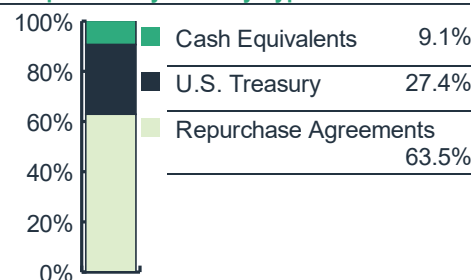 100%
80%
60%
40%
20%
0%
Cash Equivalents 9.1%
U.S. Treasury 27.4%
Repurchase Agreements
63.5%